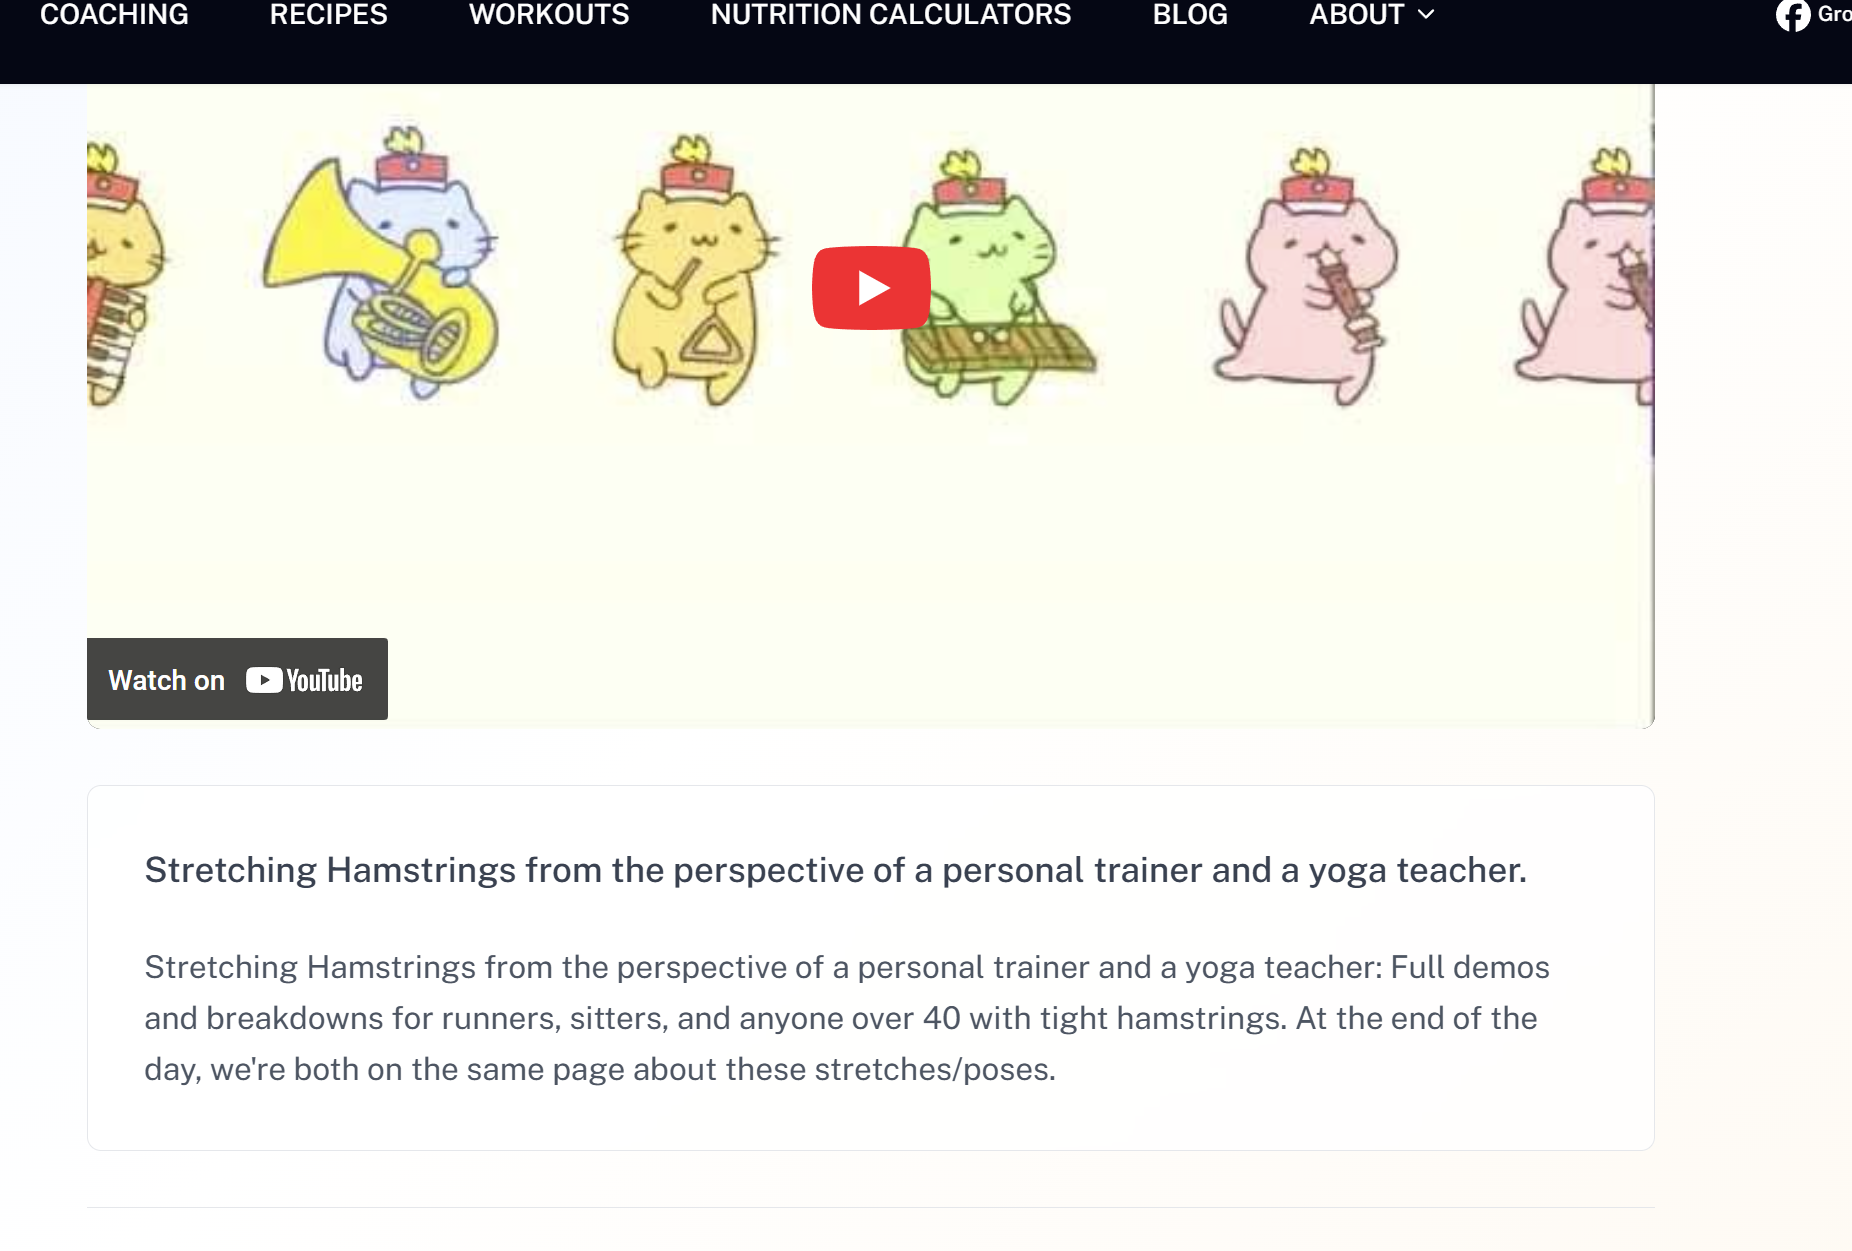 COACHING RECIPES WORKOUTS NUTRITION CALCULATORS BLOG ABOUT Gro
Watch on YouTube
Stretching Hamstrings from the perspective of a personal trainer and a yoga teacher.
Stretching Hamstrings from the perspective of a personal trainer and a yoga teacher: Full demos
and breakdowns for runners, sitters, and anyone over 40 with tight hamstrings. At the end of the
day, we're both on the same page about these stretches/poses.